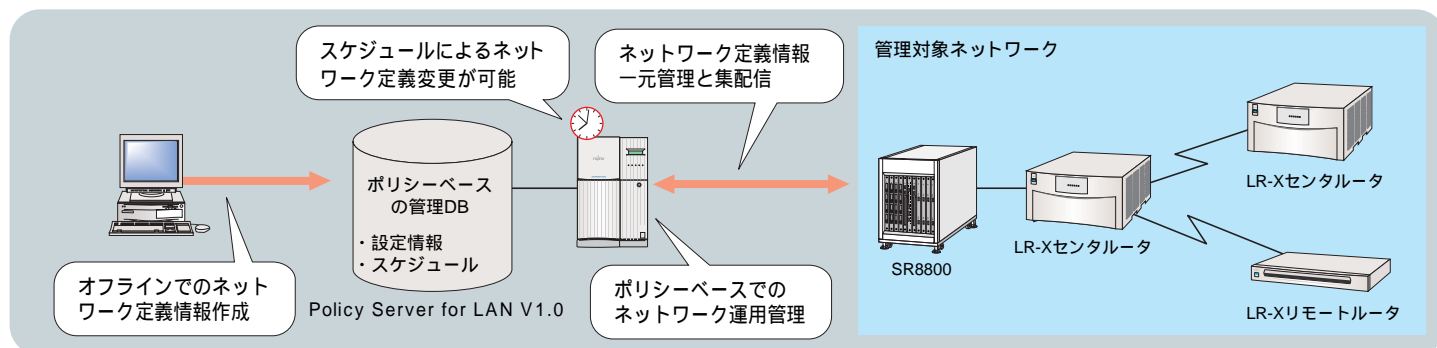 スケジュールによるネット
ワーク定義変更が可能
ネットワーク定義情報
一元管理と集配信
管理対象ネットワーク
ポリシーベース
の管理DB
・設定情報
・スケジュール
Policy Server for LAN V1.0
オフラインでのネット
ワーク定義情報作成
ポリシーベースでの
ネットワーク運用管理
SR8800
LR-Xセンタルータ
LR-Xセンタルータ
LR-Xリモートルータ